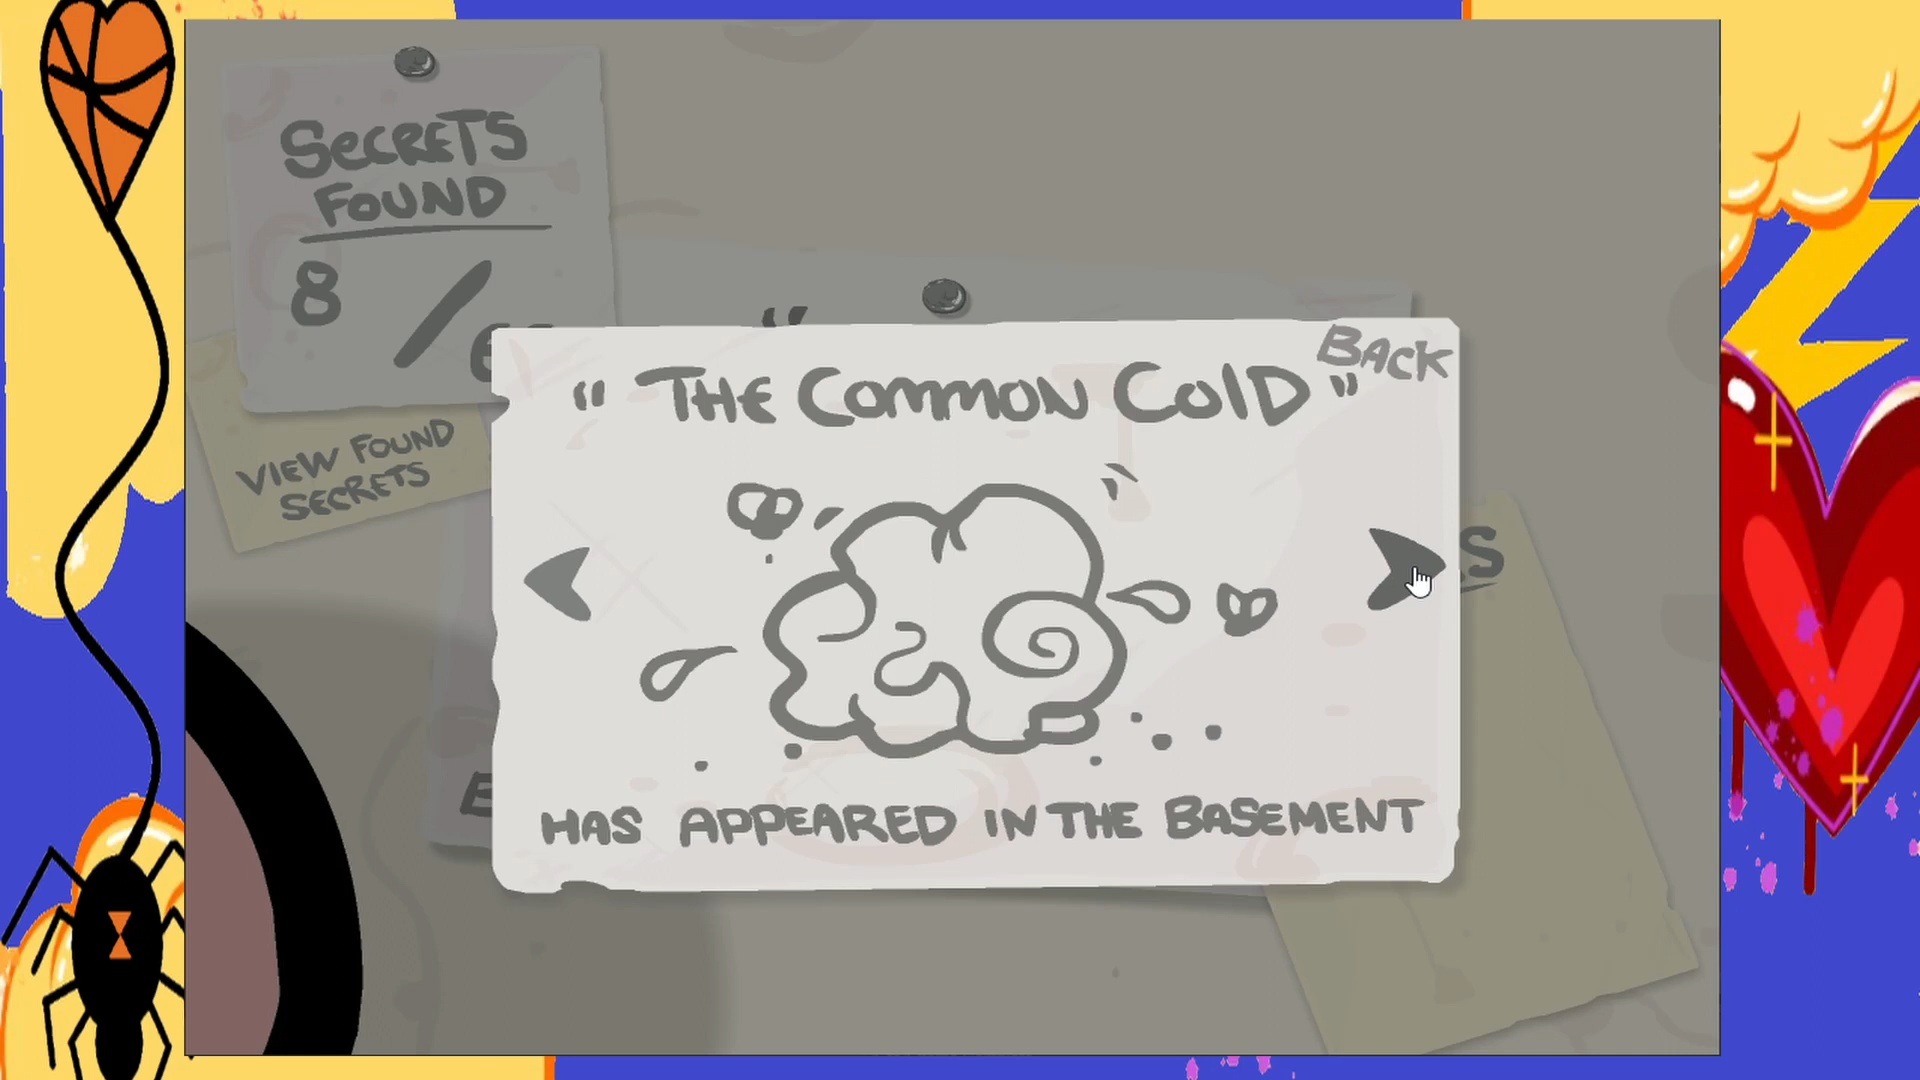 SECRETS
FOUND
8 /
VIEW FOUND
SECRETS
BACK
" THE COMMON COLD "
HAS APPEARED IN THE BASEMENT